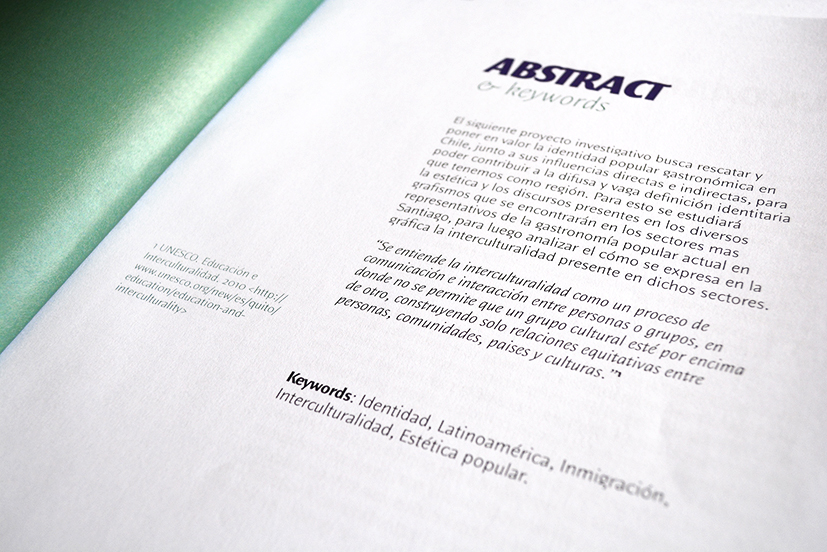 ABSTRACT
& keywords
El siguiente proyecto investigativo busca rescatar y
poner en valor la identidad popular gastronómica en
Chile, junto a sus influencias directas e indirectas, para
poder contribuir a la difusa y vaga definición identitaria
que tenemos como región. Para esto se estudiará
la estética y los discursos presentes en los diversos
grafismos que se encontrarán en los sectores mas
representativos de la gastronomía popular actual en
Santiago, para luego analizar el cómo se expresa en la
gráfica la interculturalidad presente en dichos sectores.
"Se entiende la interculturalidad como un proceso de
comunicación e interacción entre personas o grupos, en
donde no se permite que un grupo cultural esté por encima
de otro, construyendo solo relaciones equitativas entre
personas, comunidades, paises y culturas."1
1 UNESCO. Educación e
Interculturalidad, 2010 <http://
www.unesco.org/new/es/quito/
education/education-and-
interculturality>
Keywords: Identidad, Latinoamérica, Inmigración,
Interculturalidad, Estética popular.